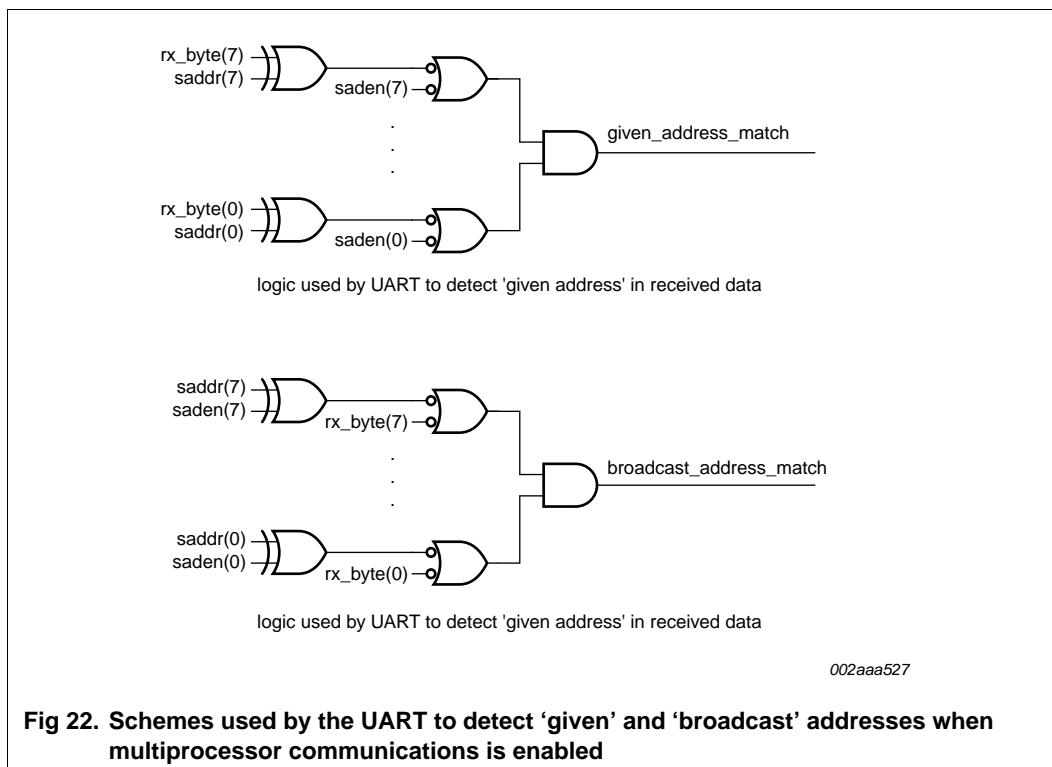 rx_byte(7)
saddr(7)
saden(7)
.
.
.
.
.
.
given_address_match
rx_byte(0)
saddr(0)
saden(0)
logic used by UART to detect 'given address' in received data
saddr(7)
saden(7)
rx_byte(7)
.
.
.
.
.
.
broadcast_address_match
saddr(0)
saden(0)
rx_byte(0)
logic used by UART to detect 'given address' in received data
002aaa527
Fig 22. Schemes used by the UART to detect ‘given’ and ‘broadcast’ addresses when
multiprocessor communications is enabled